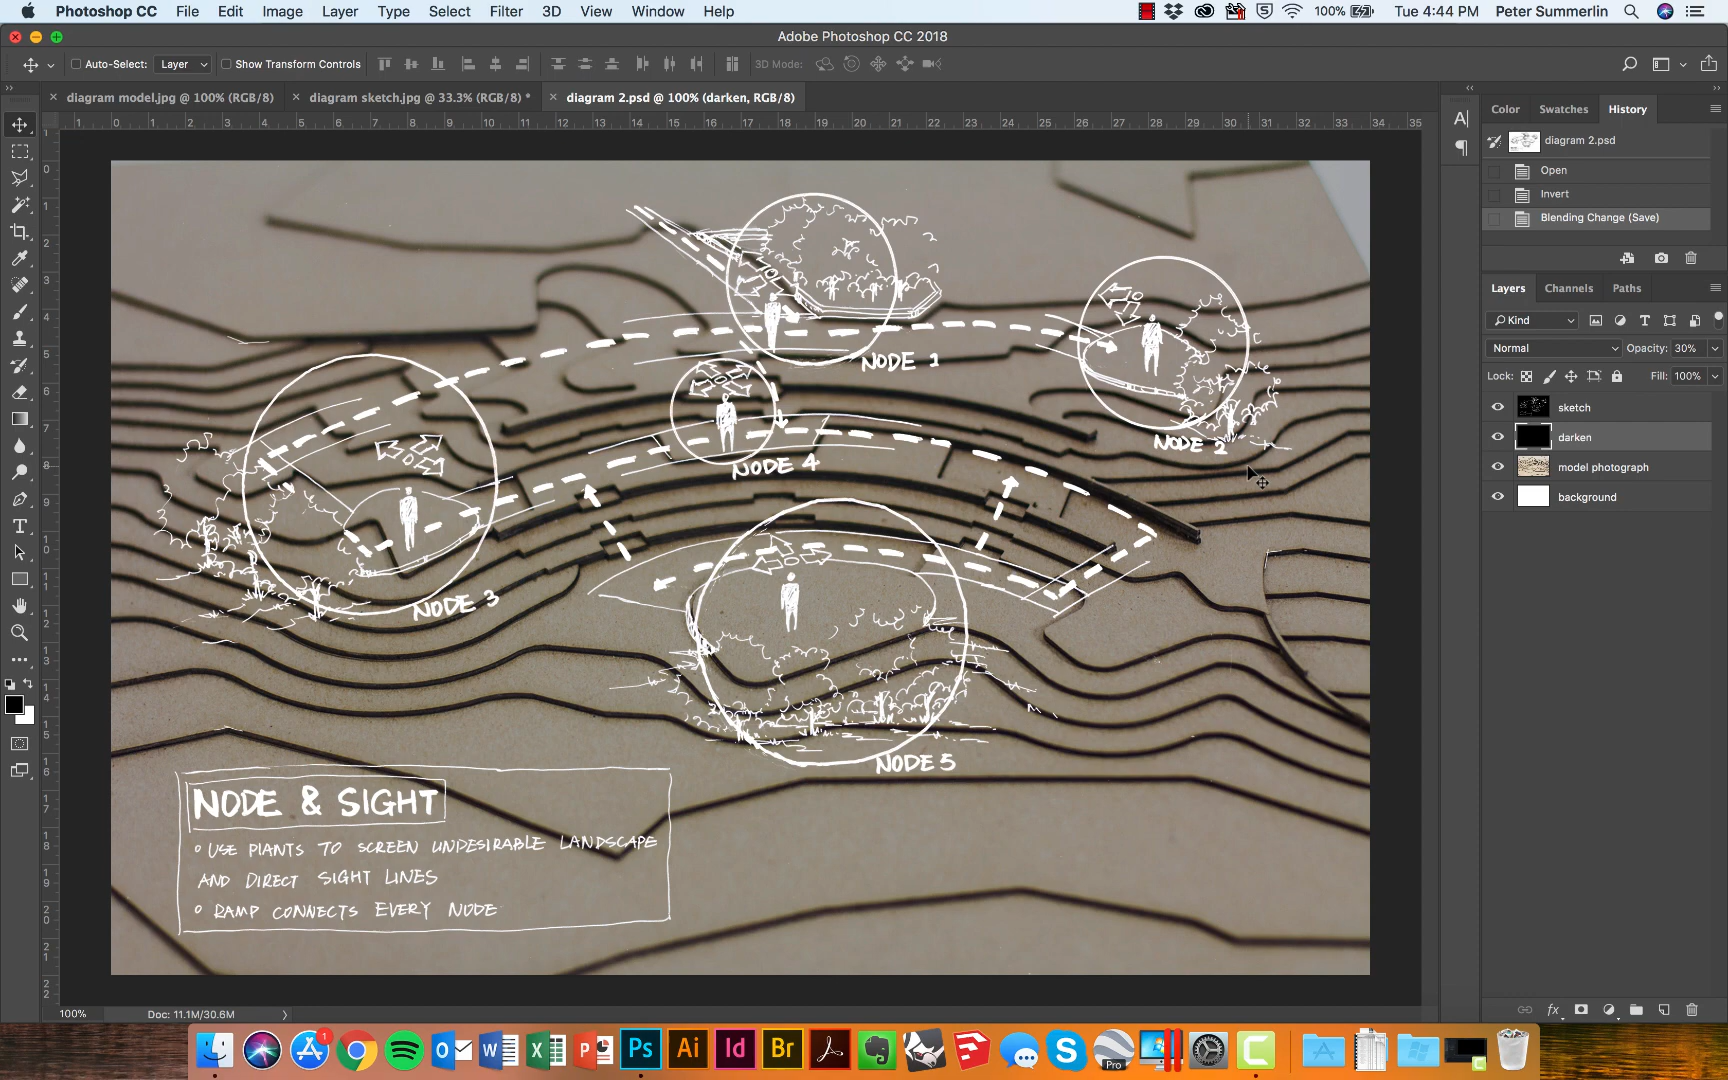 Photoshop CC File Edit Image Layer Type Select Filter 3D View Window Help
100% Tue 4:44 PM Peter Summerlin
Adobe Photoshop CC 2018
Auto-Select: Layer Show Transform Controls 3D Mode:
diagram model.jpg @ 100% (RGB/8)
diagram sketch.jpg @ 33.3% (RGB/8) *
diagram 2.psd @ 100% (darken, RGB/8)
Color Swatches History
diagram 2.psd
Open
Invert
Blending Change (Save)
Layers Channels Paths
Kind
Normal Opacity: 30%
Lock: Fill: 100%
sketch
darken
model photograph
background
NODE 1
NODE 2
NODE 4
NODE 3
NODE 5
NODE & SIGHT
° USE PLANTS TO SCREEN UNDESIRABLE LANDSCAPE
AND DIRECT SIGHT LINES
° RAMP CONNECTS EVERY NODE
100% Doc: 11.1M/30.6M